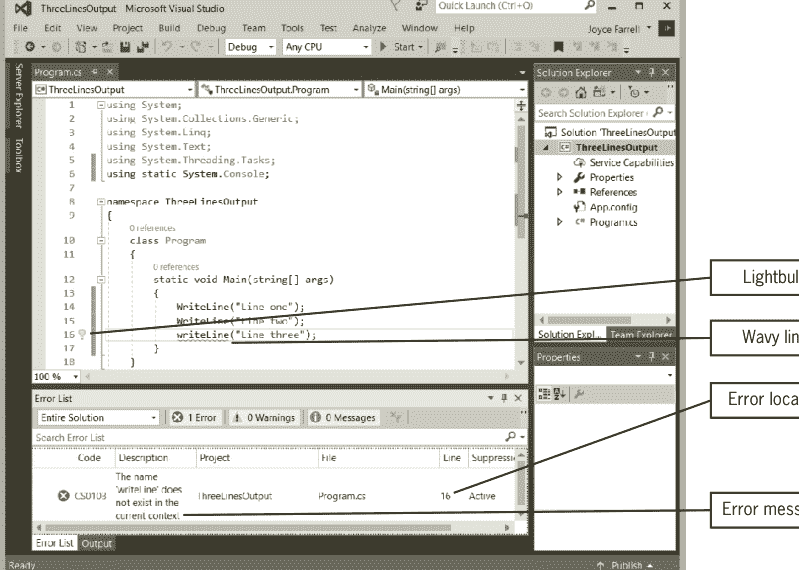 ThreeLinesOutput - Microsoft Visual Studio
Quick Launch (Ctrl+Q)
File Edit View Project Build Debug Team Tools Test Analyze Window Help
Joyce Farrell
Debug Any CPU Start
Server Explorer
Toolbox
Program.cs
ThreeLinesOutput ThreeLinesOutput.Program Main(string[] args)
1 using System;
2 using System.Collections.Generic;
3 using System.Linq;
4 using System.Text;
5 using System.Threading.Tasks;
6 using static System.Console;
7
8 namespace ThreeLinesOutput
9 {
0 references
10 class Program
11 {
0 references
12 static void Main(string[] args)
13 {
14 WriteLine("Line one");
15 WriteLine("Line two");
16 writeLine("Line three");
17 }
18 }
100 %
Solution Explorer
Search Solution Explorer (
Solution 'ThreeLinesOutput
ThreeLinesOutput
Service Capabilities
Properties
References
App.config
Program.cs
Solution Expl... Team Explorer
Properties
Error List
Entire Solution 1 Error 0 Warnings 0 Messages
Search Error List
Code Description Project File Line Suppressi
The name
'writeLine' does
CS0103 not exist in the ThreeLinesOutput Program.cs 16 Active
current context
Error List Output
Ready Publish
Lightbul
Wavy lin
Error loca
Error mess